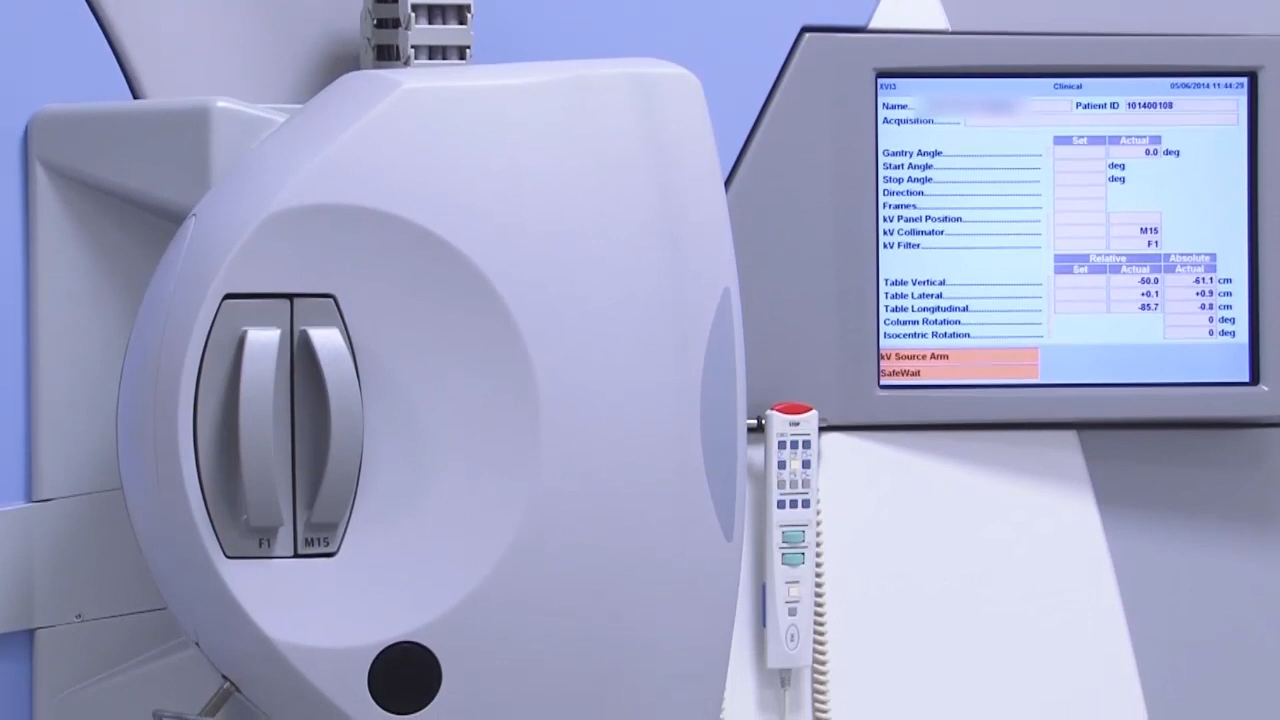 XVI3 Clinical 05/06/2014 11:44:29
Name... Patient ID 101400108
Acquisition
Set Actual
Gantry Angle 0.0 deg
Start Angle deg
Stop Angle deg
Direction
Frames
kV Panel Position
kV Collimator M15
kV Filter F1
Relative Absolute
Set Actual Actual
Table Vertical -50.0 -61.1 cm
Table Lateral +0.1 +0.9 cm
Table Longitudinal -85.7 -0.8 cm
Column Rotation 0 deg
Isocentric Rotation 0 deg
kV Source Arm
SafeWait
STOP
F1 M15